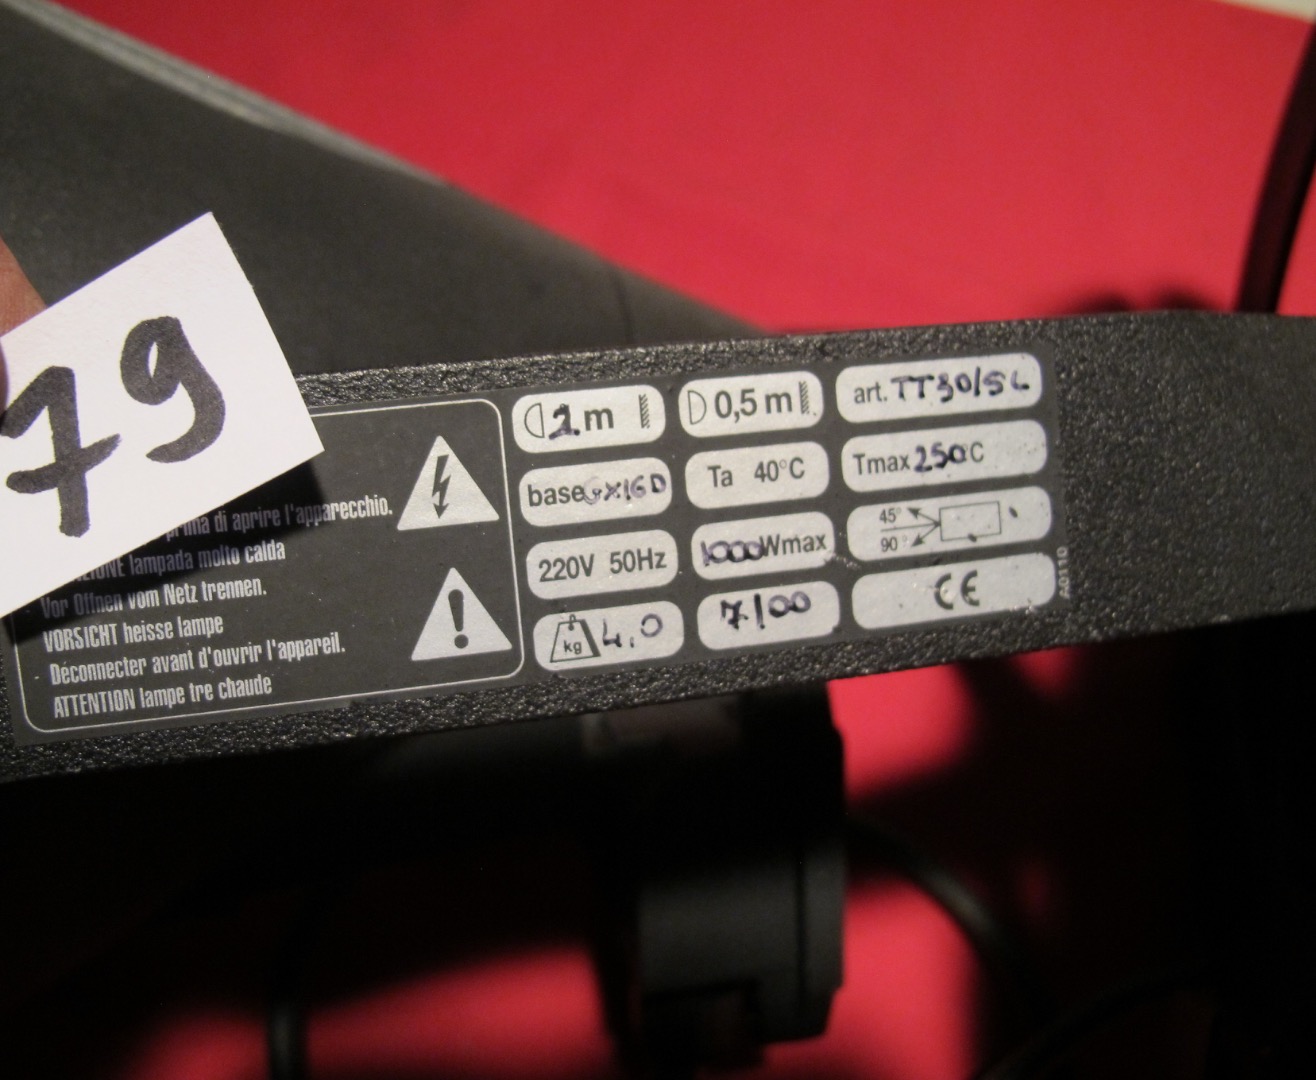 79
prima di aprire l'apparecchio.
lampada molto calda
Vor Offnen vom Netz trennen.
VORSICHT heisse lampe
Déconnecter avant d'ouvrir l'appareil.
ATTENTION lampe tre chaude
1m 0,5 m art. TT30/SL
base GX16D Ta 40°C Tmax 250°C
220V 50Hz 1000Wmax 45° 90°
kg 4,0 7/00 CE
A0110